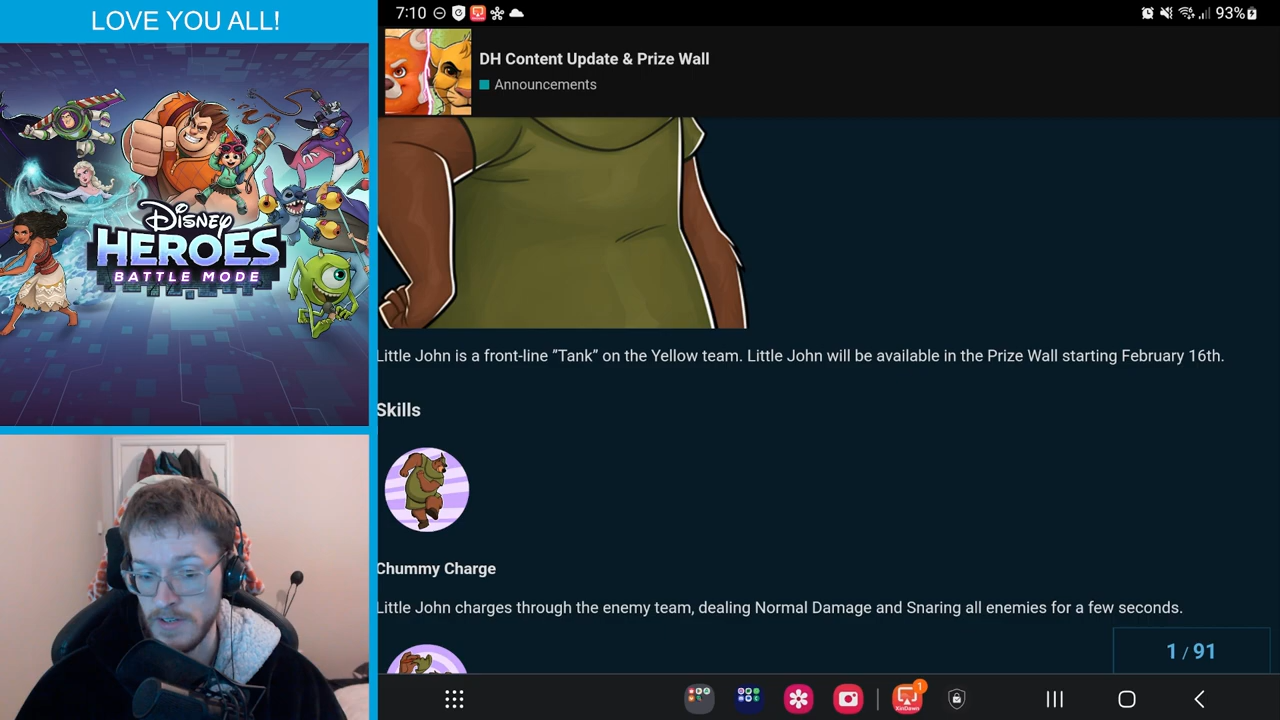 LOVE YOU ALL!
DISNEY
HEROES
BATTLE MODE
7:10
93%
DH Content Update & Prize Wall
Announcements
Little John is a front-line ”Tank” on the Yellow team. Little John will be available in the Prize Wall starting February 16th.
Skills
Chummy Charge
Little John charges through the enemy team, dealing Normal Damage and Snaring all enemies for a few seconds.
1 / 91
XinDawn
1